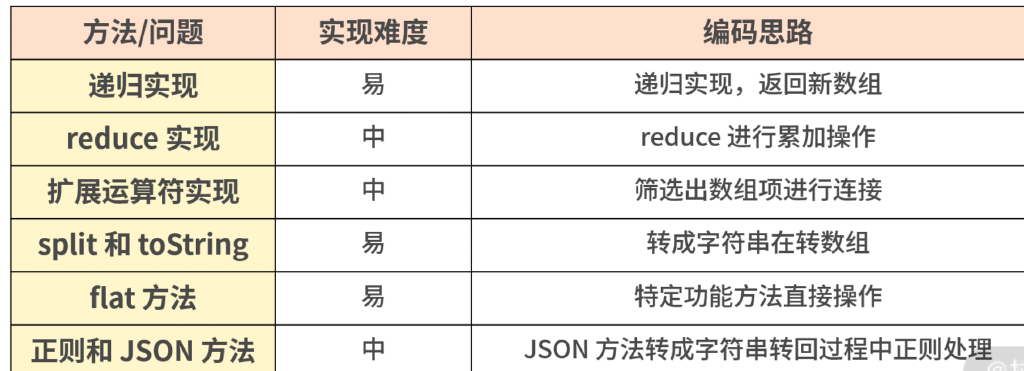 方法/问题 实现难度 编码思路
递归实现 易 递归实现，返回新数组
reduce 实现 中 reduce 进行累加操作
扩展运算符实现 中 筛选出数组项进行连接
split 和 toString 易 转成字符串在转数组
flat 方法 易 特定功能方法直接操作
正则和 JSON 方法 中 JSON 方法转成字符串转回过程中正则处理